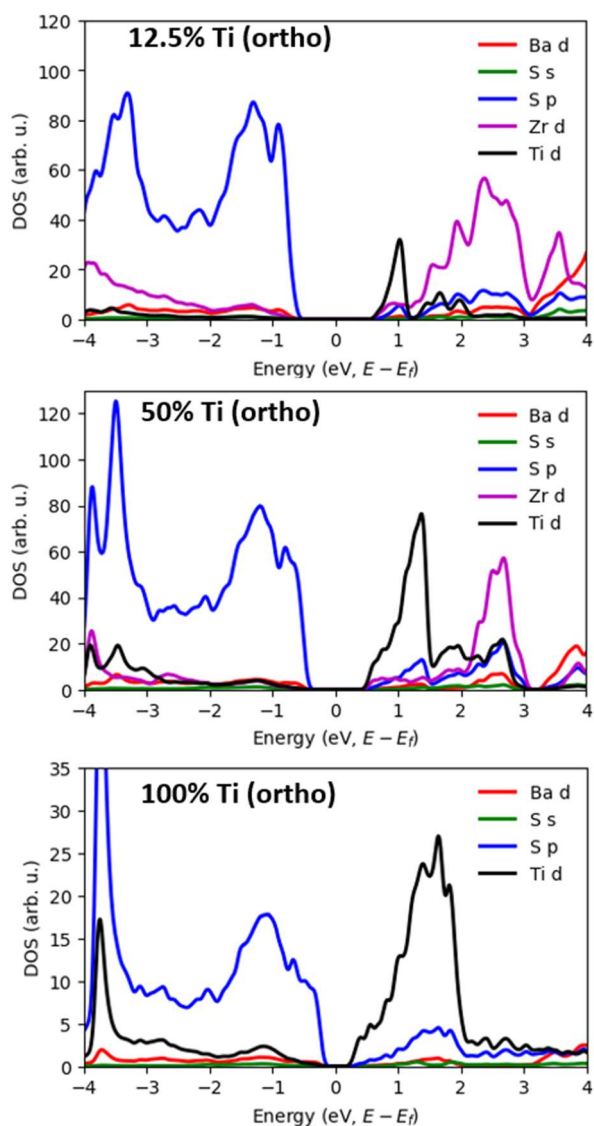 12.5% Ti (ortho)
120
100
80
60
40
20
0
DOS (arb. u.)
Ba d
S s
S p
Zr d
Ti d
−4 −3 −2 −1 0 1 2 3 4
Energy (eV, E − E_f)
50% Ti (ortho)
120
100
80
60
40
20
0
DOS (arb. u.)
Ba d
S s
S p
Zr d
Ti d
−4 −3 −2 −1 0 1 2 3 4
Energy (eV, E − E_f)
100% Ti (ortho)
35
30
25
20
15
10
5
0
DOS (arb. u.)
Ba d
S s
S p
Ti d
−4 −3 −2 −1 0 1 2 3 4
Energy (eV, E − E_f)